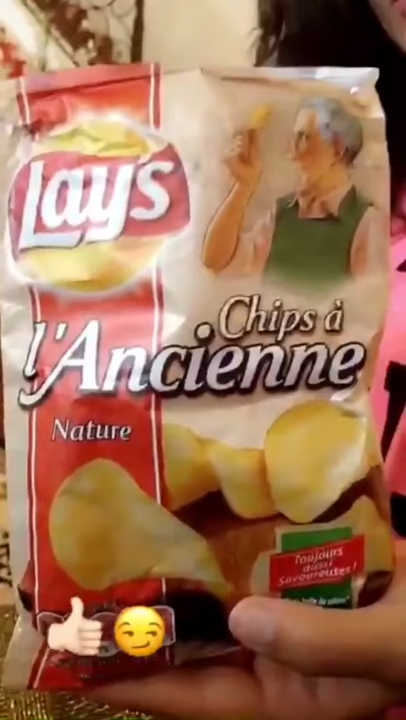 Lay's
Chips à
l'Ancienne
Nature
Toujours
aussi
Savoureuses!